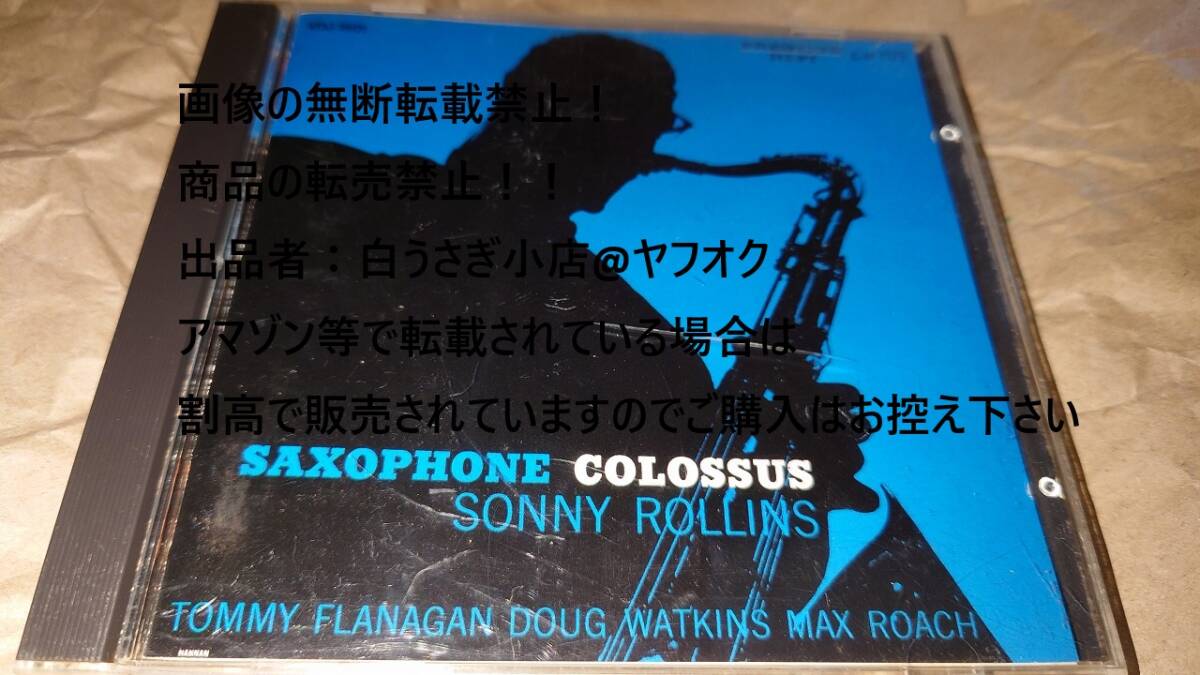 画像の無断転載禁止！
商品の転売禁止！！
出品者：白うさぎ小店@ヤフオク
アマゾン等で転載されている場合は
割高で販売されていますのでご購入はお控え下さい
SAXOPHONE COLOSSUS
SONNY ROLLINS
TOMMY FLANAGAN DOUG WATKINS MAX ROACH
HANNAN